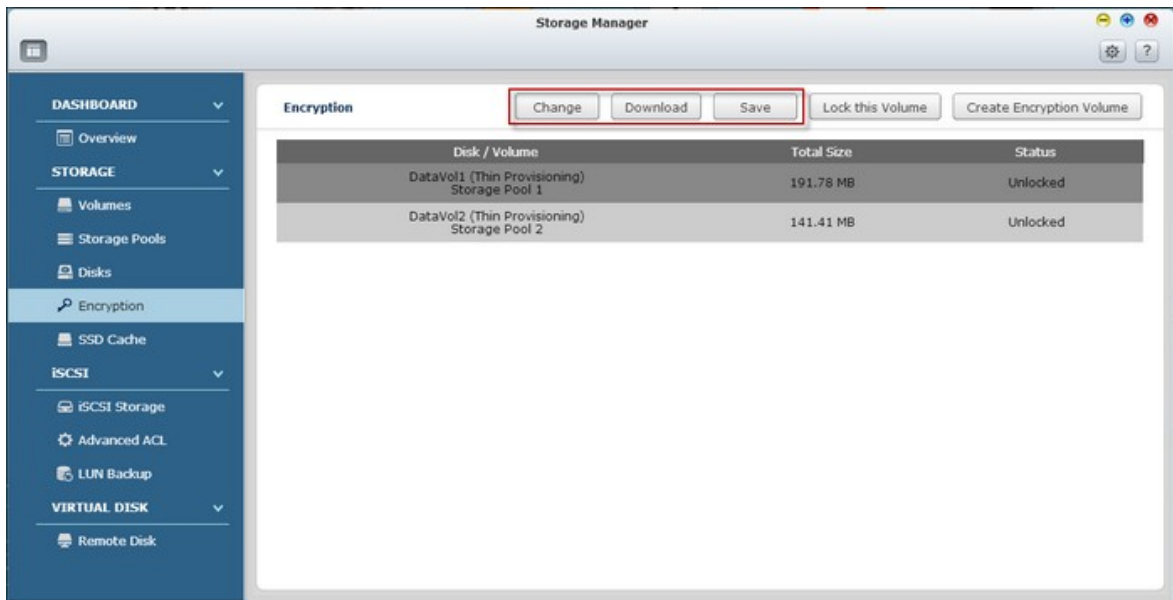 Storage Manager
?
DASHBOARD
Overview
STORAGE
Volumes
Storage Pools
Disks
Encryption
SSD Cache
iSCSI
iSCSI Storage
Advanced ACL
LUN Backup
VIRTUAL DISK
Remote Disk
Encryption Change Download Save Lock this Volume Create Encryption Volume
Disk / Volume Total Size Status
DataVol1 (Thin Provisioning)
Storage Pool 1 191.78 MB Unlocked
DataVol2 (Thin Provisioning)
Storage Pool 2 141.41 MB Unlocked